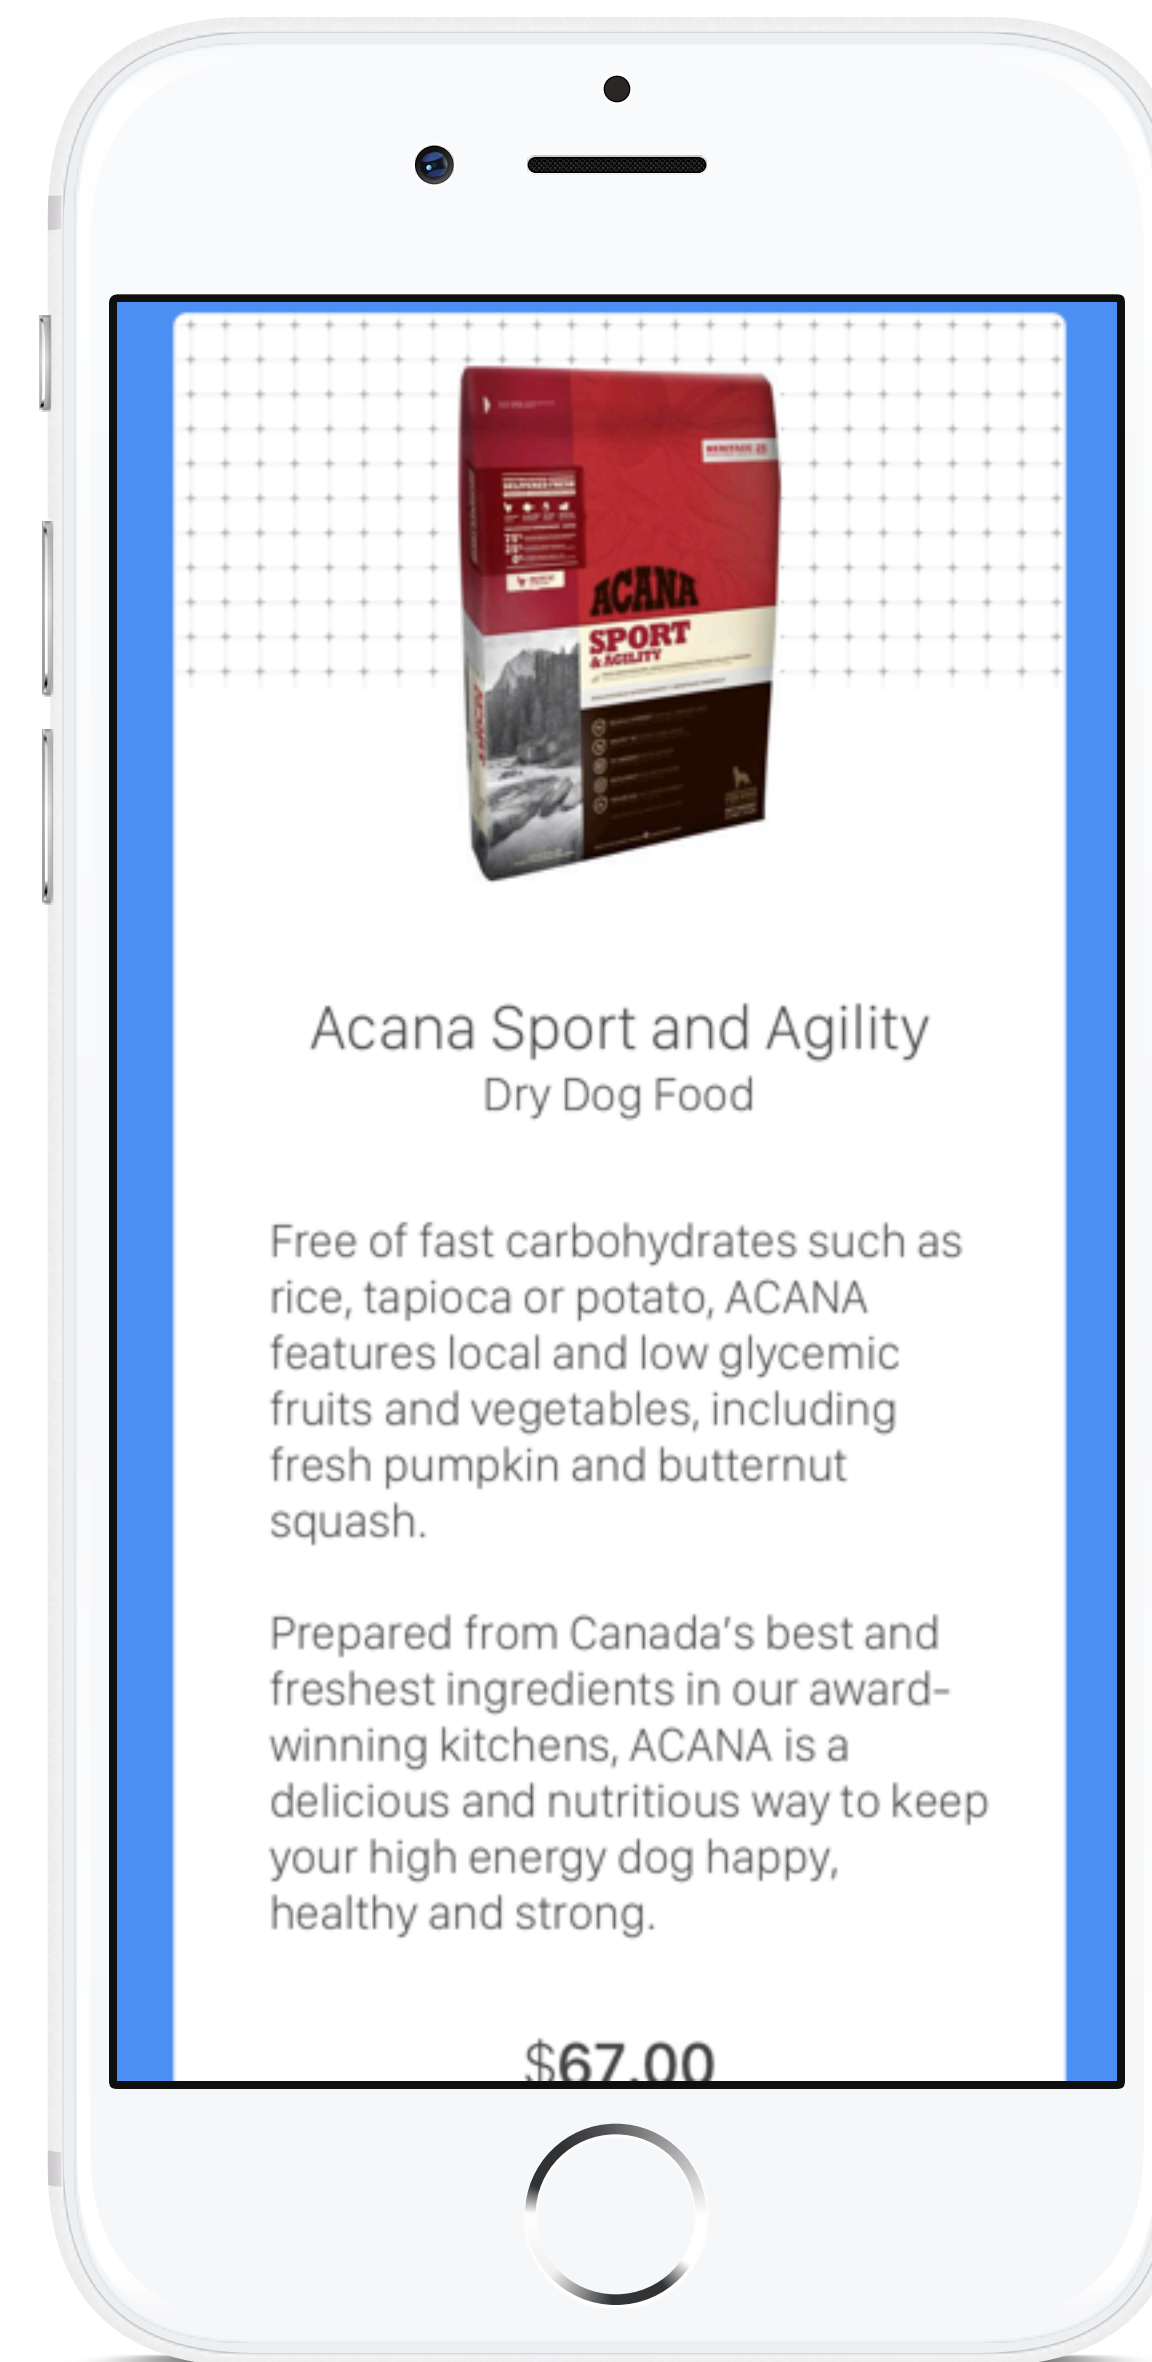 HERITAGE
DELIVERED FRESH
ACANA
SPORT
& AGILITY
Acana Sport and Agility
Dry Dog Food
Free of fast carbohydrates such as
rice, tapioca or potato, ACANA
features local and low glycemic
fruits and vegetables, including
fresh pumpkin and butternut
squash.
Prepared from Canada's best and
freshest ingredients in our award-
winning kitchens, ACANA is a
delicious and nutritious way to keep
your high energy dog happy,
healthy and strong.
$67.00